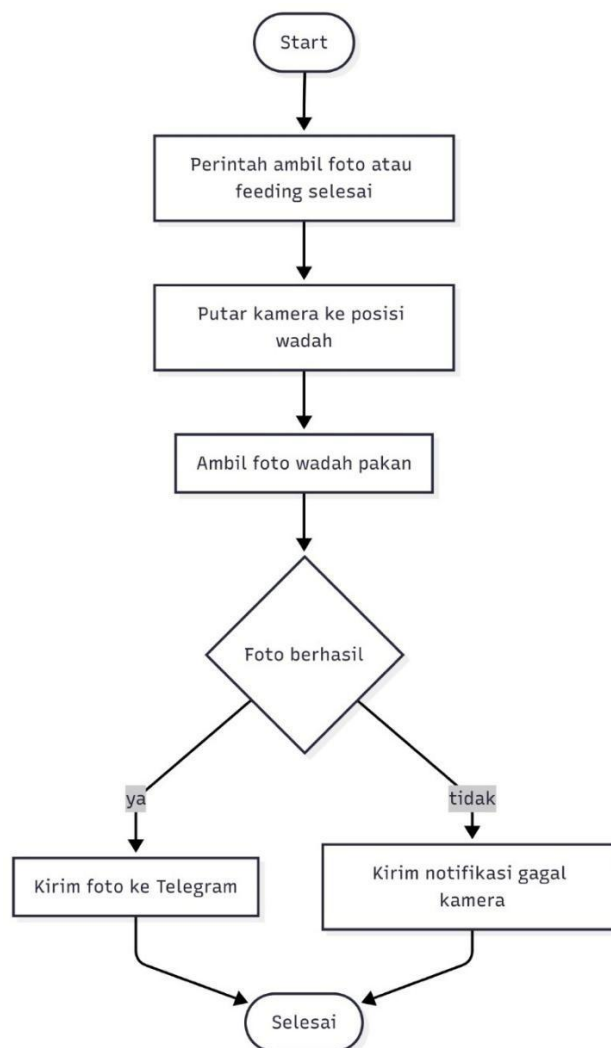 Start
Perintah ambil foto atau
feeding selesai
Putar kamera ke posisi
wadah
Ambil foto wadah pakan
Foto berhasil
ya
tidak
Kirim foto ke Telegram
Kirim notifikasi gagal
kamera
Selesai